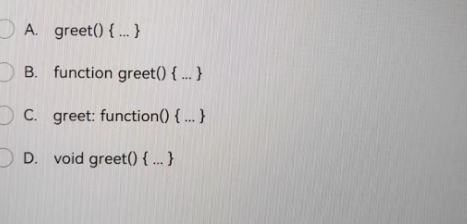 A. greet() { ... }
B. function greet() { ... }
C. greet: function() { ... }
D. void greet() { ... }